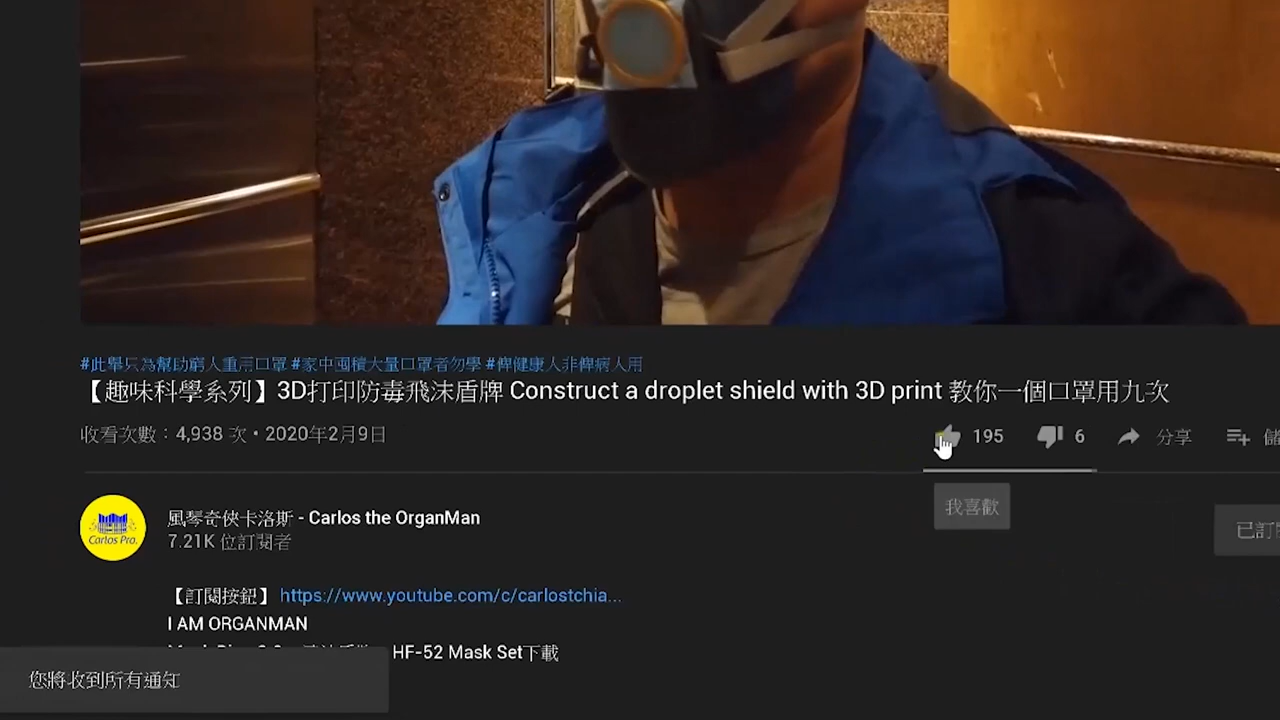 #此舉只為幫助窮人重用口罩 #家中囤積大量口罩者勿學 #俾健康人非俾病人用
【趣味科學系列】3D打印防毒飛沫盾牌 Construct a droplet shield with 3D print 教你一個口罩用九次
收看次數：4,938 次 • 2020年2月9日
195 6 分享
我喜歡
Carlos Pro.
風琴奇俠卡洛斯 - Carlos the OrganMan
7.21K 位訂閱者
已訂
【訂閱按鈕】 https://www.youtube.com/c/carlostchia...
I AM ORGANMAN
HF-52 Mask Set下載
您將收到所有通知